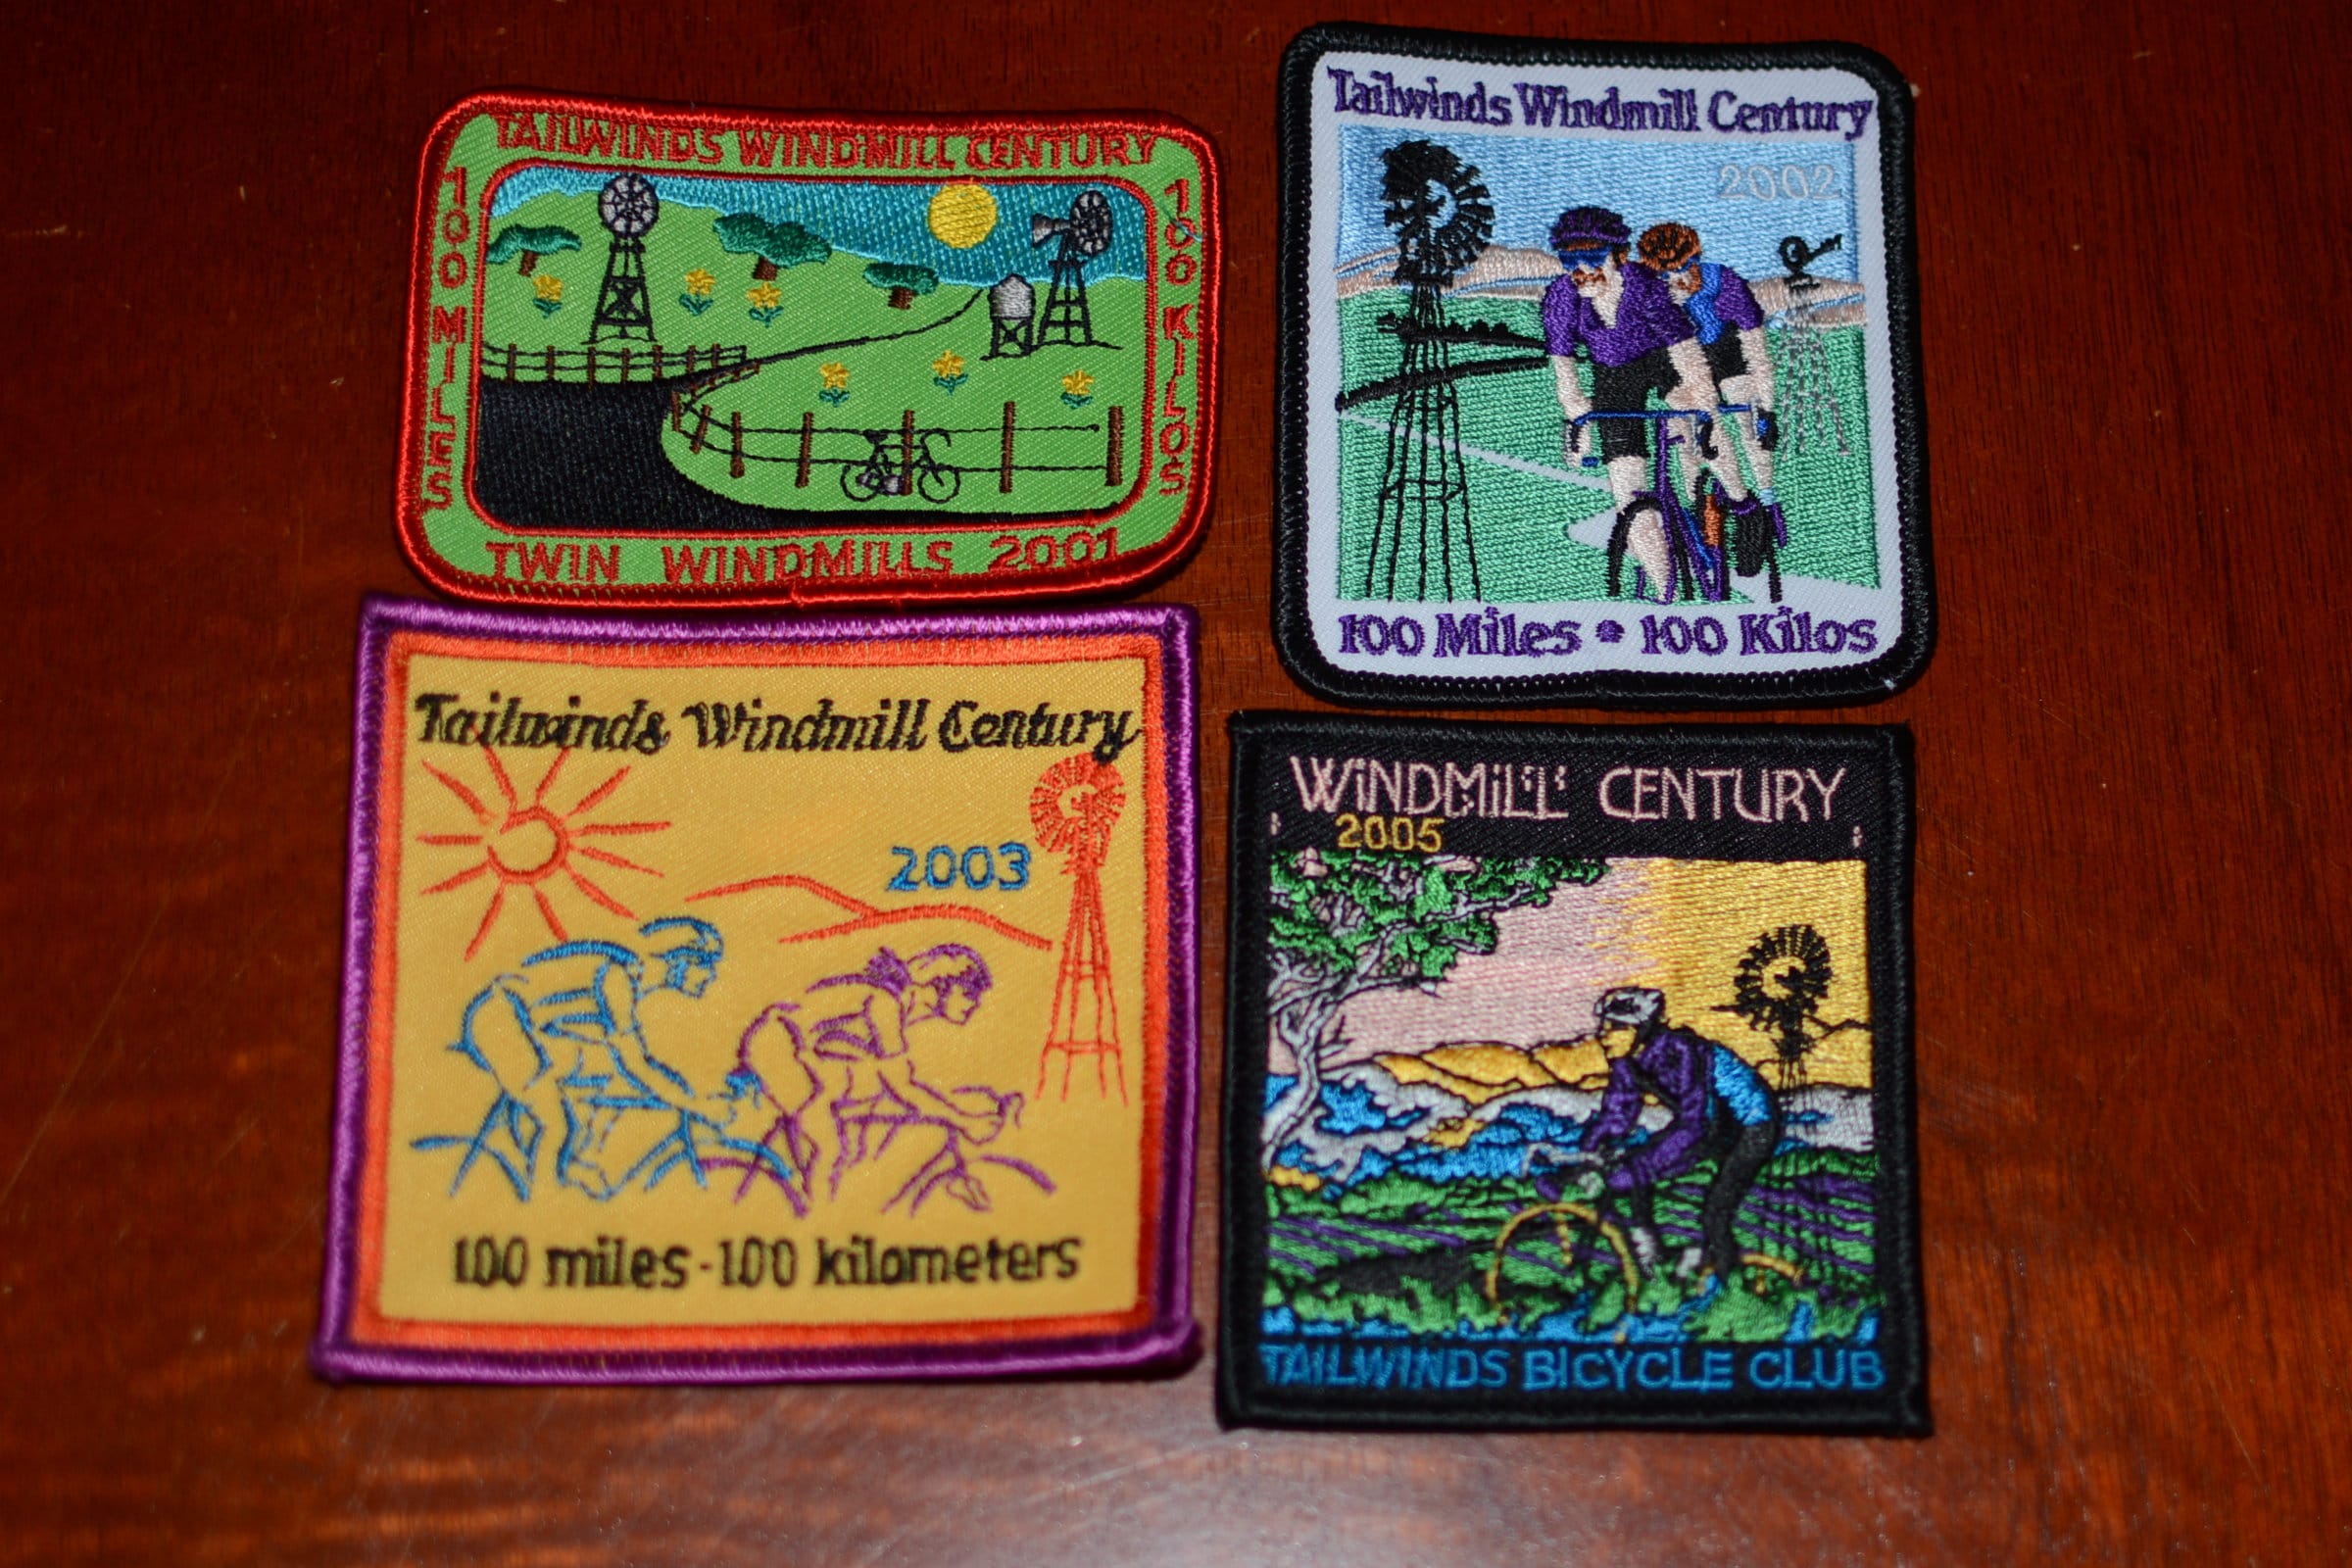 TAILWINDS WINDMILL CENTURY
100 MILES
100 KILOS
TWIN WINDMILLS 2001
Tailwinds Windmill Century
2002
100 Miles • 100 Kilos
Tailwinds Windmill Century
2003
100 miles - 100 kilometers
WINDMILL CENTURY
2005
TAILWINDS BICYCLE CLUB